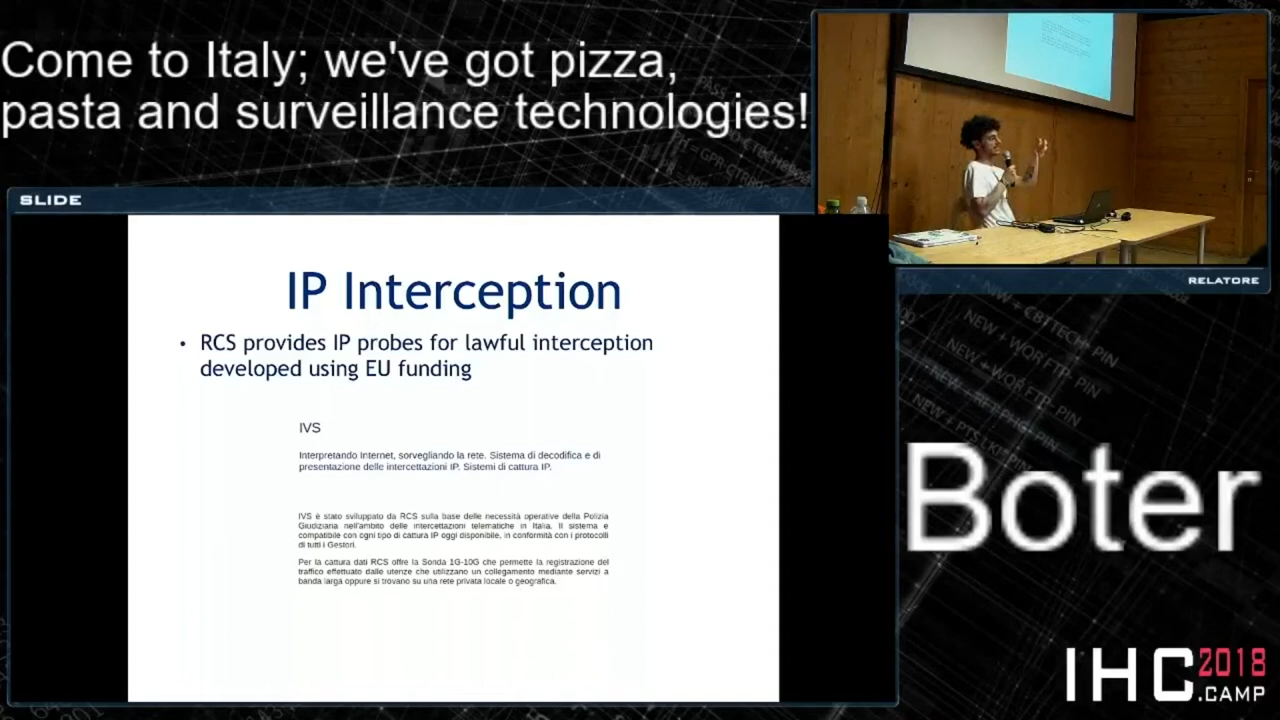 Come to Italy; we've got pizza,
pasta and surveillance technologies!
SLIDE
IP Interception
• RCS provides IP probes for lawful interception
developed using EU funding
IVS
Interpretando Internet, sorvegliando la rete. Sistema di decodifica e di
presentazione delle intercettazioni IP. Sistemi di cattura IP.
IVS è stato sviluppato da RCS sulla base delle necessità operative della Polizia
Giudiziaria nell'ambito delle intercettazioni telematiche in Italia. Il sistema e
compatibile con ogni tipo di cattura IP oggi disponibile, in conformità con i protocolli
di tutti i Gestori.
Per la cattura dati RCS offre la Sonda 1G-10G che permette la registrazione del
traffico effettuato dalle utenze che utilizzano un collegamento mediante servizi a
banda larga oppure si trovano su una rete privata locale o geografica.
RELATORE
NEW + WOR FTP- PIN
Boter
IHC 2018
.CAMP